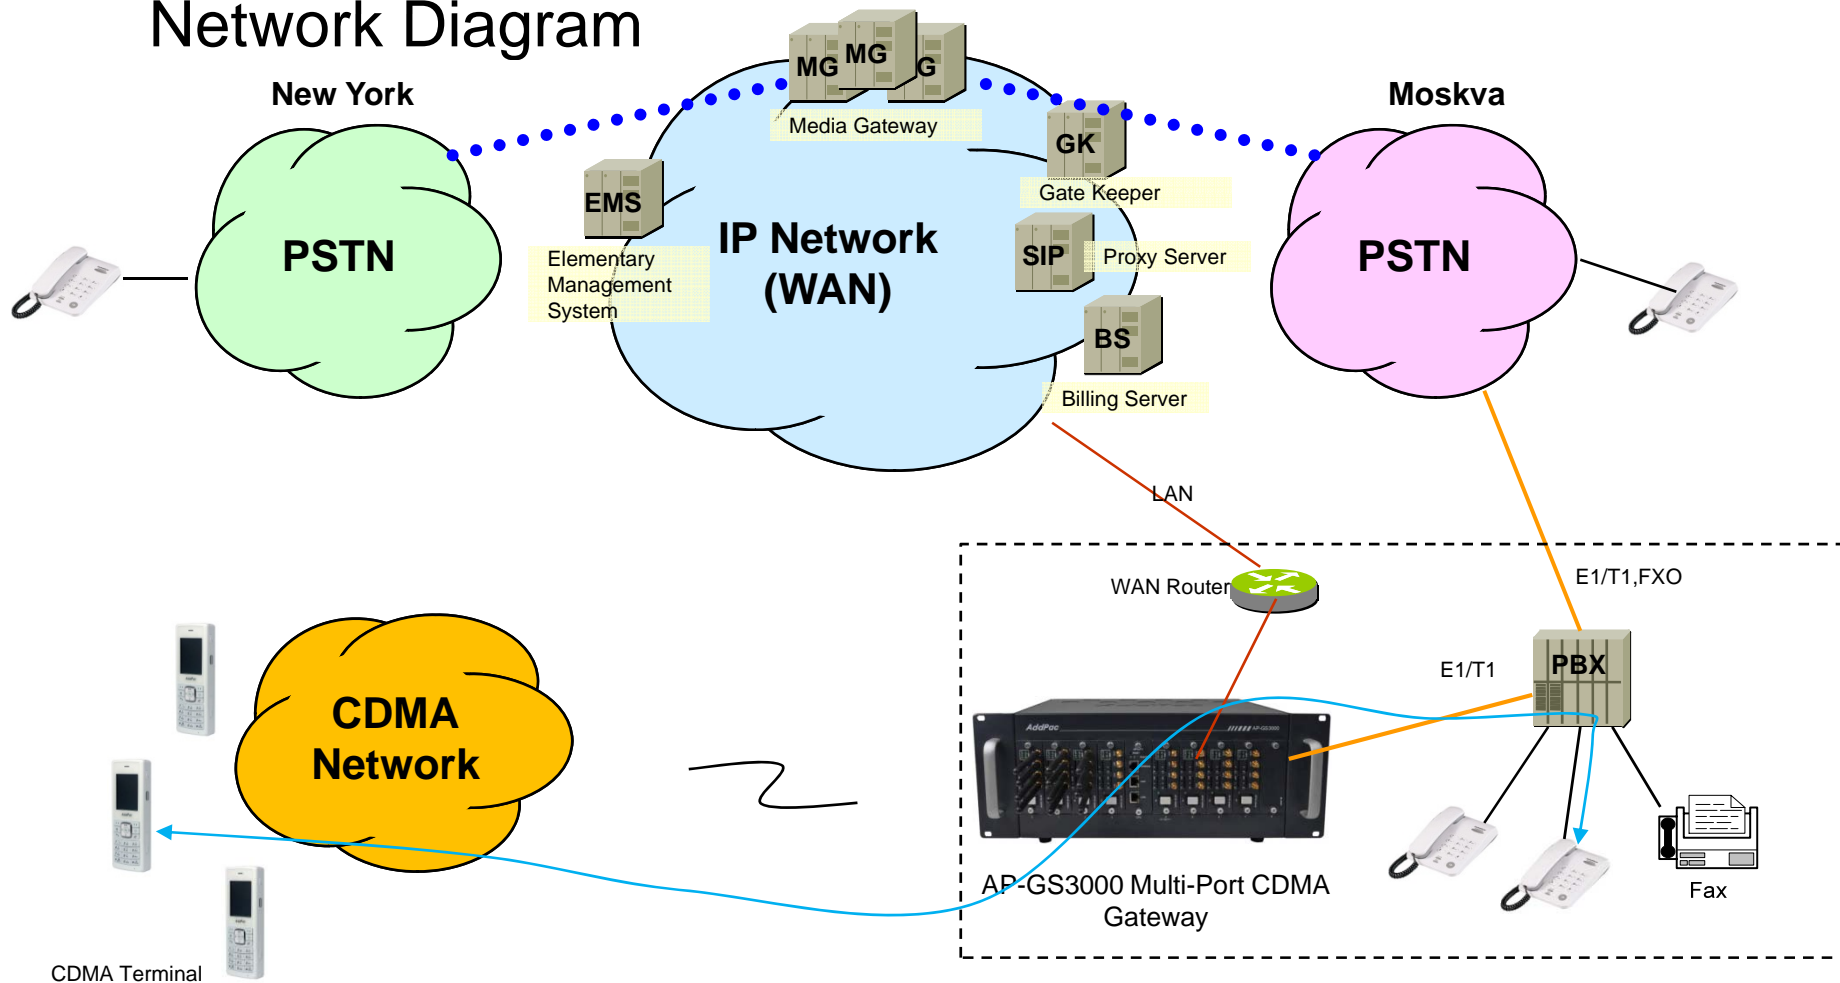 Network Diagram
New York
Moskva
MG
MG
G
Media Gateway
GK
Gate Keeper
EMS
Elementary
Management
System
PSTN
IP Network
(WAN)
SIP
Proxy Server
PSTN
BS
Billing Server
LAN
WAN Router
E1/T1,FXO
E1/T1
PBX
CDMA
Network
AddPac
AP-GS3000
AP-GS3000 Multi-Port CDMA
Gateway
Fax
CDMA Terminal